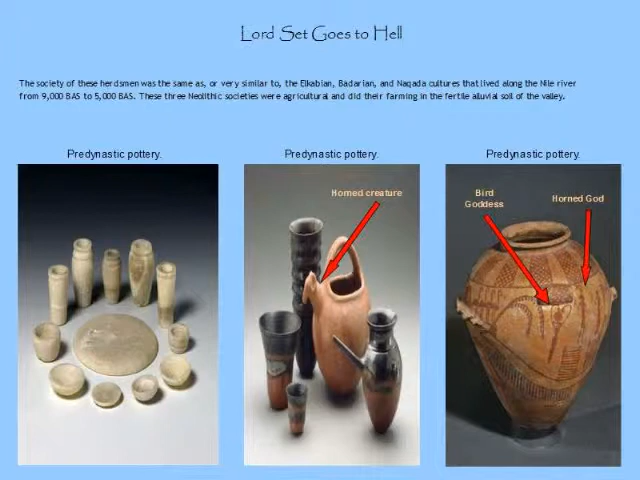 Lord Set Goes to Hell
The society of these herdsmen was the same as, or very similar to, the Elkabian, Badarian, and Naqada cultures that lived along the Nile river
from 9,000 BAS to 5,000 BAS. These three Neolithic societies were agricultural and did their farming in the fertile alluvial soil of the valley.
Predynastic pottery.
Predynastic pottery.
Predynastic pottery.
Horned creature
Bird
Goddess
Horned God